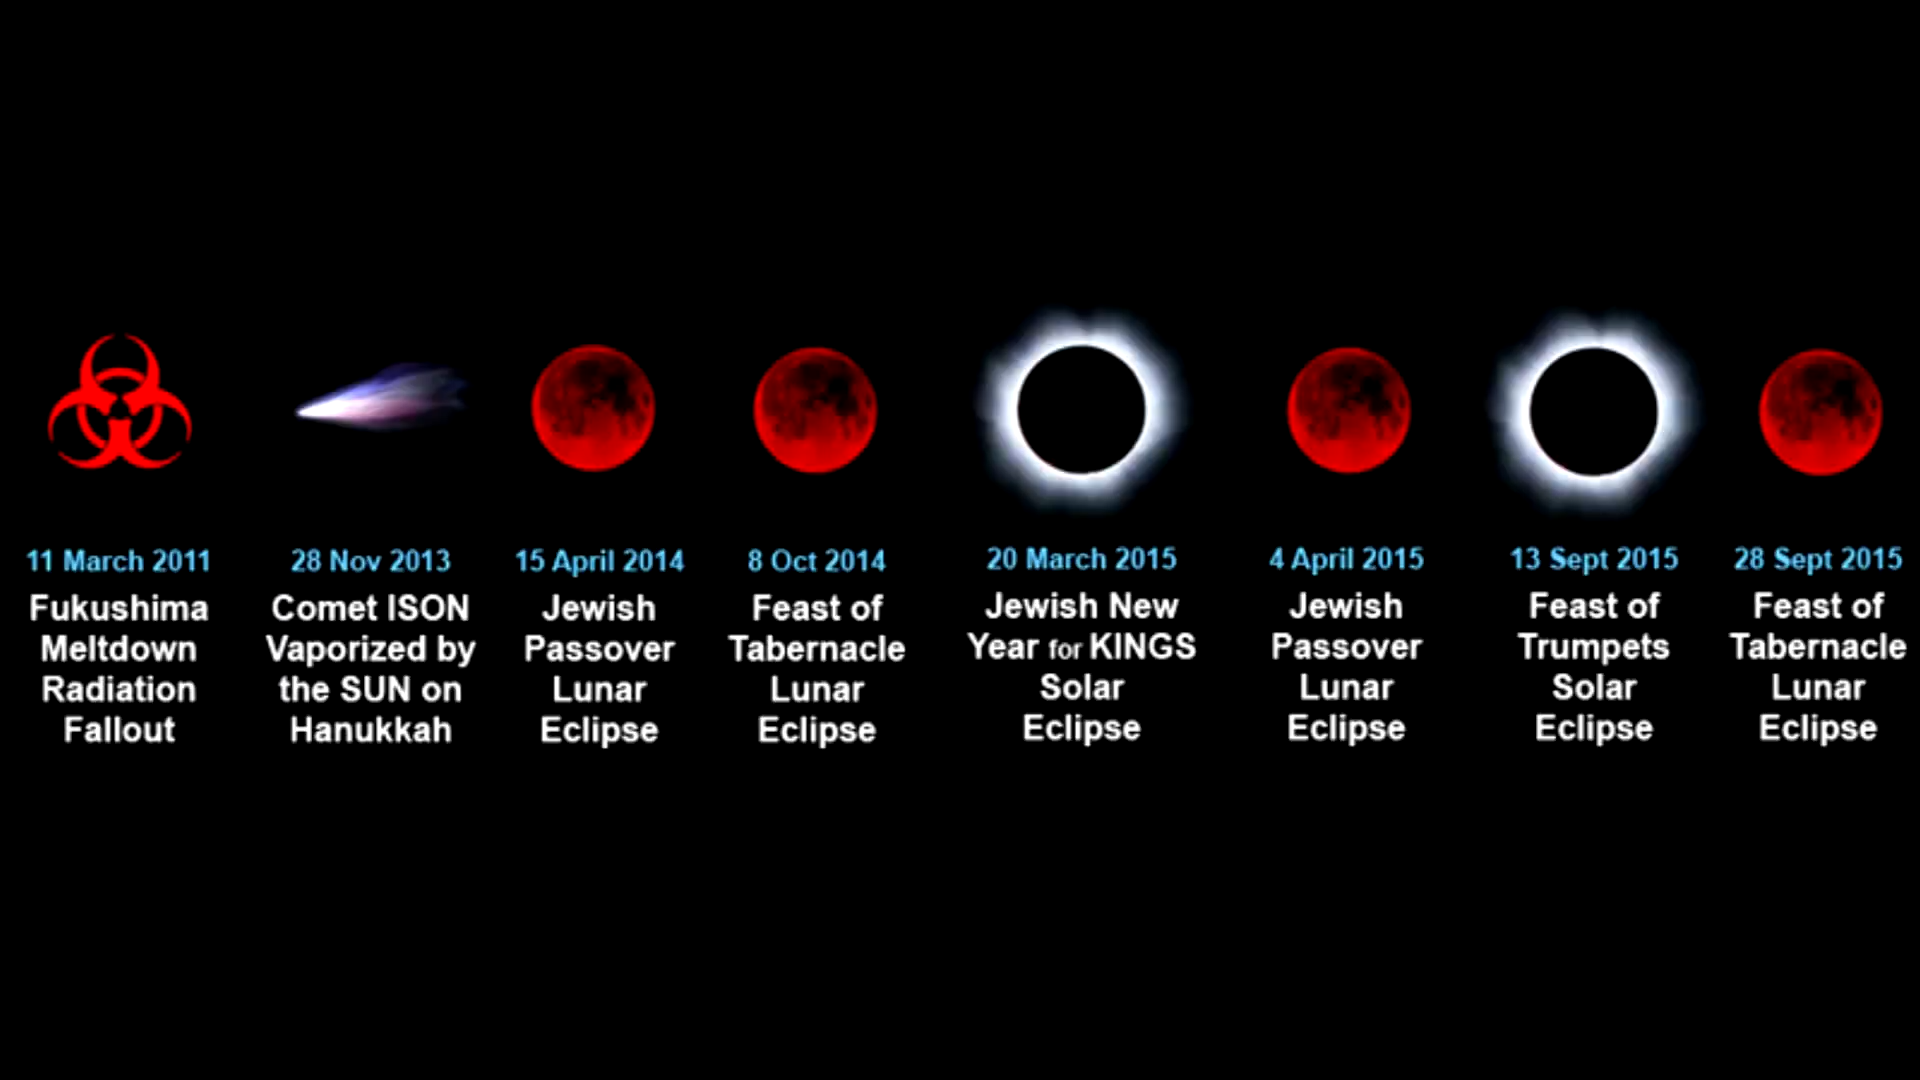 11 March 2011
Fukushima
Meltdown
Radiation
Fallout
28 Nov 2013
Comet ISON
Vaporized by
the SUN on
Hanukkah
15 April 2014
Jewish
Passover
Lunar
Eclipse
8 Oct 2014
Feast of
Tabernacle
Lunar
Eclipse
20 March 2015
Jewish New
Year for KINGS
Solar
Eclipse
4 April 2015
Jewish
Passover
Lunar
Eclipse
13 Sept 2015
Feast of
Trumpets
Solar
Eclipse
28 Sept 2015
Feast of
Tabernacle
Lunar
Eclipse